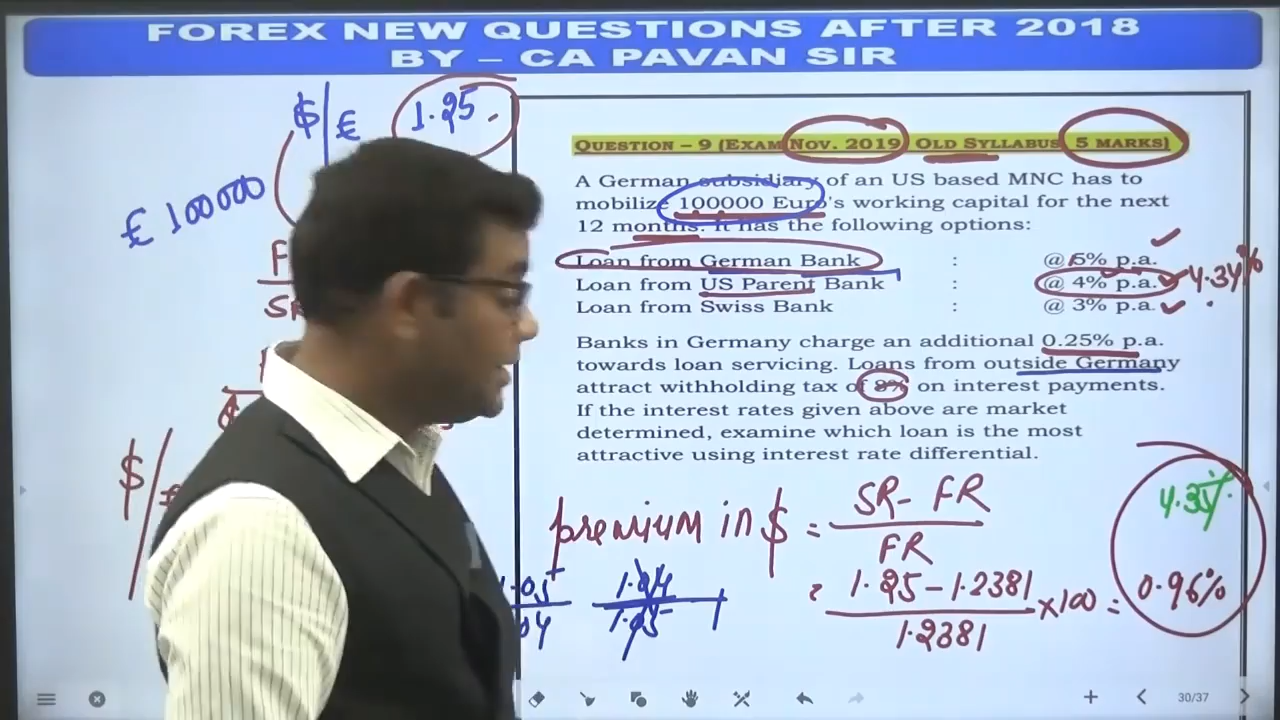 FOREX NEW QUESTIONS AFTER 2018
BY – CA PAVAN SIR
$/€ 1.25
€ 100000
QUESTION – 9 (EXAM NOV. 2019 OLD SYLLABUS 5 MARKS)
A German subsidiary of an US based MNC has to
mobilize 100000 Euro's working capital for the next
12 months. It has the following options:
Loan from German Bank : @ 5% p.a.
Loan from US Parent Bank : @ 4% p.a. 4.34%
Loan from Swiss Bank : @ 3% p.a.
Banks in Germany charge an additional 0.25% p.a.
towards loan servicing. Loans from outside Germany
attract withholding tax of 8% on interest payments.
If the interest rates given above are market
determined, examine which loan is the most
attractive using interest rate differential.
premium in $ = SR - FR
FR
= 1.25 - 1.2381 × 100 = 0.96%
1.2381
1.04
1.05
$/